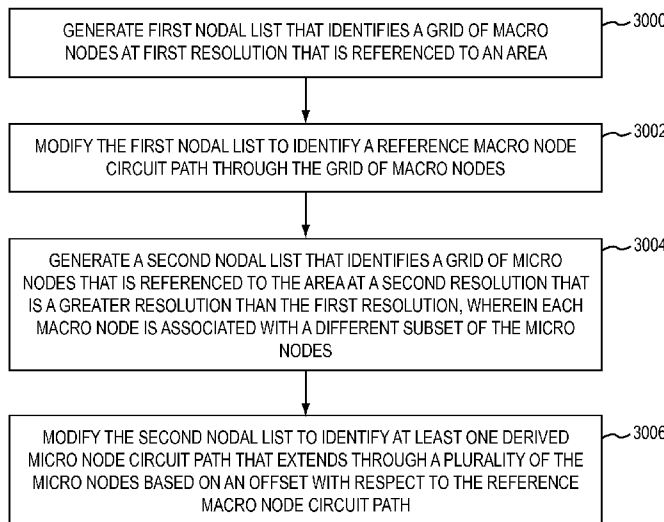 GENERATE FIRST NODAL LIST THAT IDENTIFIES A GRID OF MACRO
NODES AT FIRST RESOLUTION THAT IS REFERENCED TO AN AREA
3000
MODIFY THE FIRST NODAL LIST TO IDENTIFY A REFERENCE MACRO NODE
CIRCUIT PATH THROUGH THE GRID OF MACRO NODES
3002
GENERATE A SECOND NODAL LIST THAT IDENTIFIES A GRID OF MICRO
NODES THAT IS REFERENCED TO THE AREA AT A SECOND RESOLUTION THAT
IS A GREATER RESOLUTION THAN THE FIRST RESOLUTION, WHEREIN EACH
MACRO NODE IS ASSOCIATED WITH A DIFFERENT SUBSET OF THE MICRO
NODES
3004
MODIFY THE SECOND NODAL LIST TO IDENTIFY AT LEAST ONE DERIVED
MICRO NODE CIRCUIT PATH THAT EXTENDS THROUGH A PLURALITY OF THE
MICRO NODES BASED ON AN OFFSET WITH RESPECT TO THE REFERENCE
MACRO NODE CIRCUIT PATH
3006